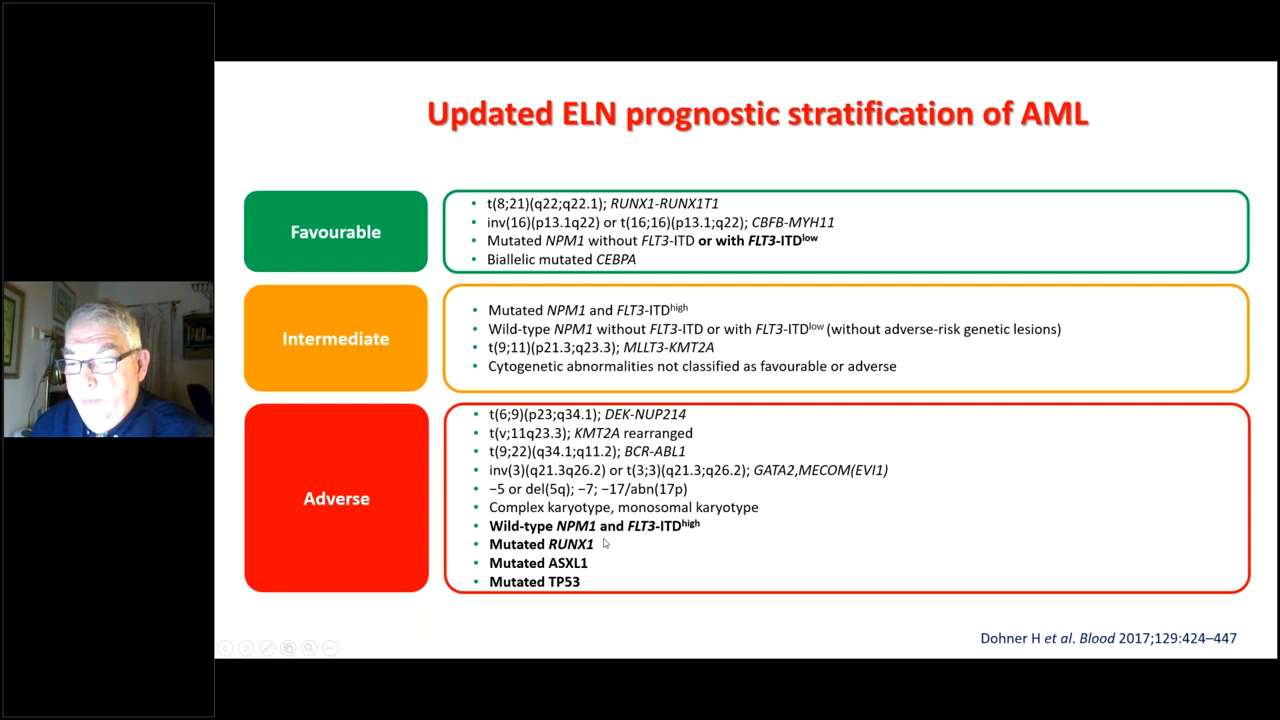 Updated ELN prognostic stratification of AML
Favourable
• t(8;21)(q22;q22.1); RUNX1-RUNX1T1
• inv(16)(p13.1q22) or t(16;16)(p13.1;q22); CBFB-MYH11
• Mutated NPM1 without FLT3-ITD or with FLT3-ITDlow
• Biallelic mutated CEBPA
Intermediate
• Mutated NPM1 and FLT3-ITDhigh
• Wild-type NPM1 without FLT3-ITD or with FLT3-ITDlow (without adverse-risk genetic lesions)
• t(9;11)(p21.3;q23.3); MLLT3-KMT2A
• Cytogenetic abnormalities not classified as favourable or adverse
Adverse
• t(6;9)(p23;q34.1); DEK-NUP214
• t(v;11q23.3); KMT2A rearranged
• t(9;22)(q34.1;q11.2); BCR-ABL1
• inv(3)(q21.3q26.2) or t(3;3)(q21.3;q26.2); GATA2,MECOM(EVI1)
• −5 or del(5q); −7; −17/abn(17p)
• Complex karyotype, monosomal karyotype
• Wild-type NPM1 and FLT3-ITDhigh
• Mutated RUNX1
• Mutated ASXL1
• Mutated TP53
Dohner H et al. Blood 2017;129:424–447